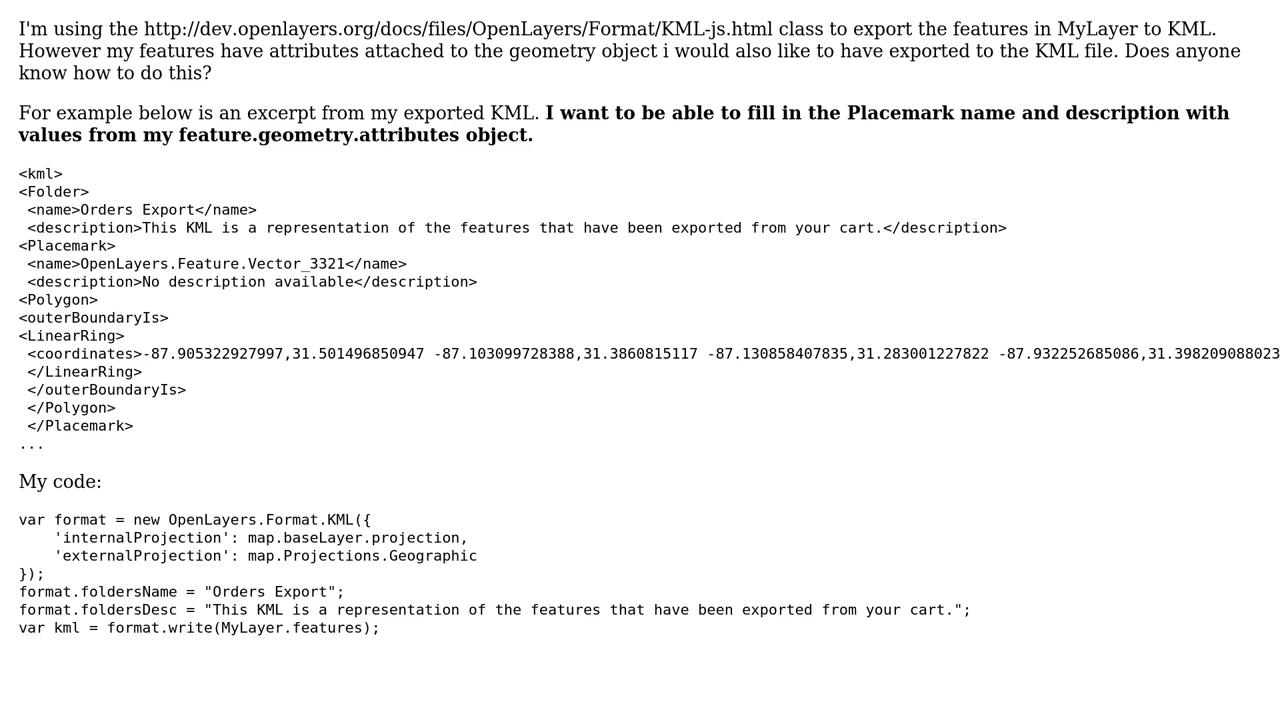 I'm using the http://dev.openlayers.org/docs/files/OpenLayers/Format/KML-js.html class to export the features in MyLayer to KML.
However my features have attributes attached to the geometry object i would also like to have exported to the KML file. Does anyone
know how to do this?
For example below is an excerpt from my exported KML. I want to be able to fill in the Placemark name and description with
values from my feature.geometry.attributes object.
<kml>
<Folder>
 <name>Orders Export</name>
 <description>This KML is a representation of the features that have been exported from your cart.</description>
<Placemark>
 <name>OpenLayers.Feature.Vector_3321</name>
 <description>No description available</description>
<Polygon>
<outerBoundaryIs>
<LinearRing>
 <coordinates>-87.905322927997,31.501496850947 -87.103099728388,31.3860815117 -87.130858407835,31.283001227822 -87.932252685086,31.398209088023
 </LinearRing>
 </outerBoundaryIs>
 </Polygon>
 </Placemark>
...
My code:
var format = new OpenLayers.Format.KML({
    'internalProjection': map.baseLayer.projection,
    'externalProjection': map.Projections.Geographic
});
format.foldersName = "Orders Export";
format.foldersDesc = "This KML is a representation of the features that have been exported from your cart.";
var kml = format.write(MyLayer.features);